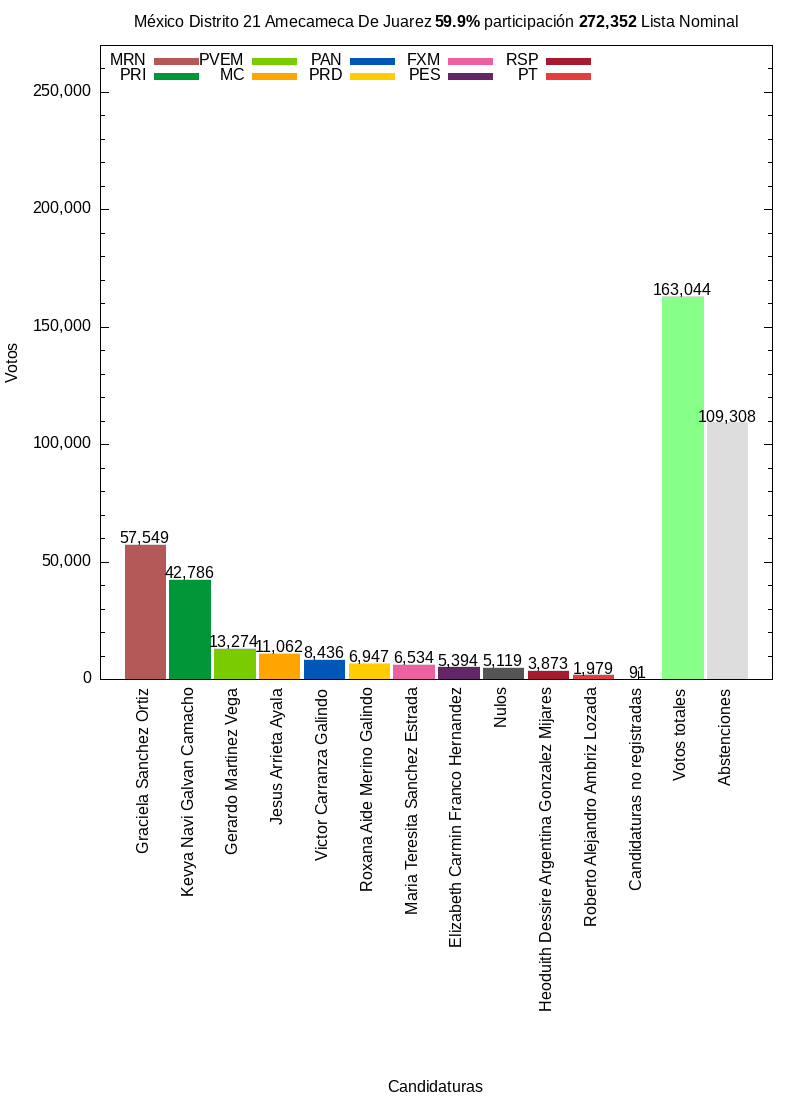 México Distrito 21 Amecameca De Juarez 59.9% participación 272,352 Lista Nominal
MRN PVEM PAN FXM RSP
PRI MC PRD PES PT
250,000
200,000
150,000
100,000
50,000
0
Votos
57,549
42,786
13,274
11,062
8,436
6,947
6,534
5,394
5,119
3,873
1,979
91
163,044
109,308
Graciela Sanchez Ortiz
Kevya Navi Galvan Camacho
Gerardo Martinez Vega
Jesus Arrieta Ayala
Victor Carranza Galindo
Roxana Aide Merino Galindo
Maria Teresita Sanchez Estrada
Elizabeth Carmin Franco Hernandez
Nulos
Heoduith Dessire Argentina Gonzalez Mijares
Roberto Alejandro Ambriz Lozada
Candidaturas no registradas
Votos totales
Abstenciones
Candidaturas